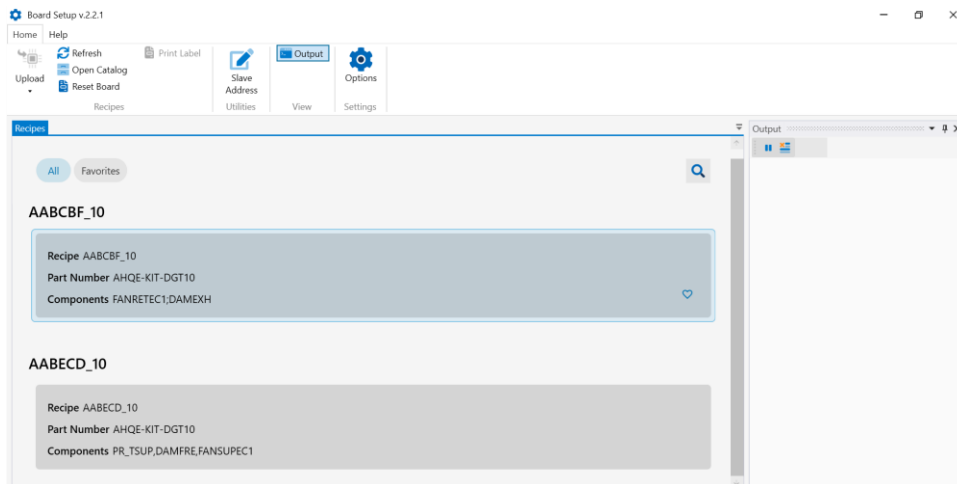 Board Setup v.2.2.1
Home Help
Upload
Refresh
Open Catalog
Reset Board
Print Label
Recipes
Slave
Address
Utilities
Output
View
Options
Settings
Recipes
All Favorites
AABCBF_10
Recipe AABCBF_10
Part Number AHQE-KIT-DGT10
Components FANRETEC1;DAMEXH
AABECD_10
Recipe AABECD_10
Part Number AHQE-KIT-DGT10
Components PR_TSUP,DAMFRE,FANSUPEC1
Output